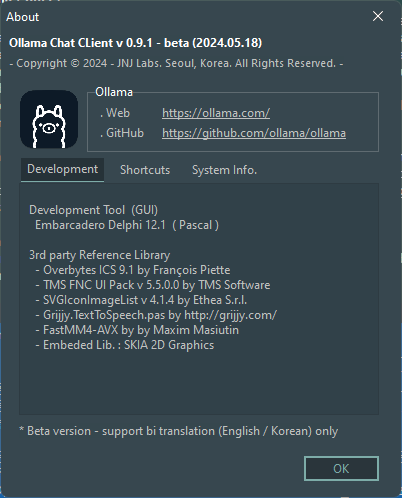 About
Ollama Chat CLient v 0.9.1 - beta (2024.05.18)
- Copyright © 2024 - JNJ Labs. Seoul, Korea. All Rights Reserved. -
Ollama
. Web https://ollama.com/
. GitHub https://github.com/ollama/ollama
Development Shortcuts System Info.
Development Tool (GUI)
Embarcadero Delphi 12.1 ( Pascal )
3rd party Reference Library
- Overbytes ICS 9.1 by François Piette
- TMS FNC UI Pack v 5.5.0.0 by TMS Software
- SVGIconImageList v 4.1.4 by Ethea S.r.l.
- Grijjy.TextToSpeech.pas by http://grijjy.com/
- FastMM4-AVX by by Maxim Masiutin
- Embeded Lib. : SKIA 2D Graphics
* Beta version - support bi translation (English / Korean) only
OK